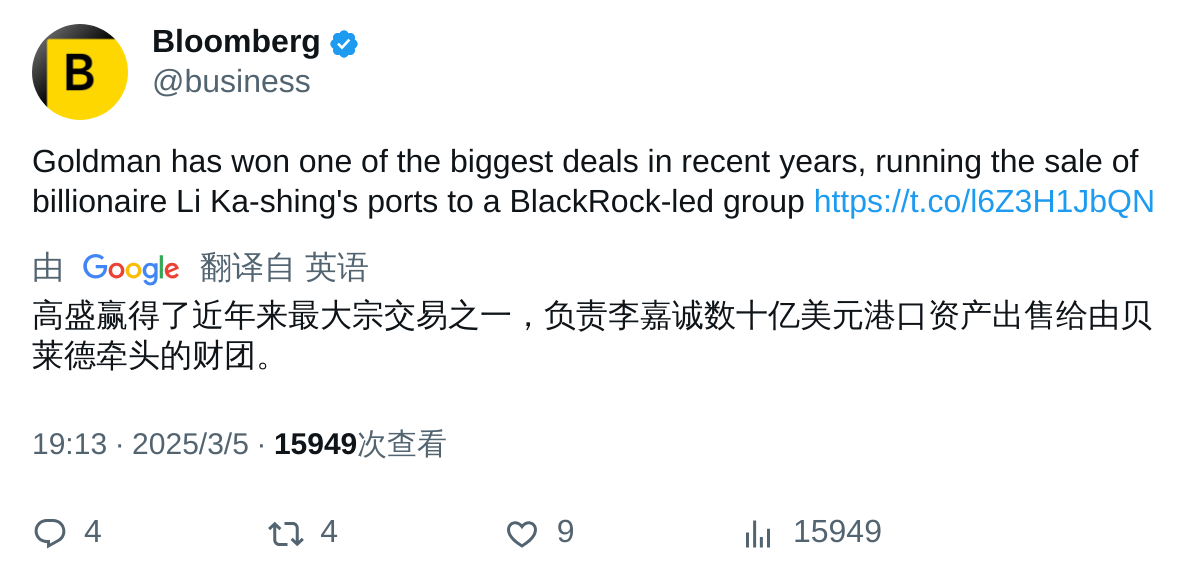 B
Bloomberg
@business
Goldman has won one of the biggest deals in recent years, running the sale of
billionaire Li Ka-shing's ports to a BlackRock-led group https://t.co/l6Z3H1JbQN
由 Google 翻译自 英语
高盛赢得了近年来最大宗交易之一，负责李嘉诚数十亿美元港口资产出售给由贝
莱德牵头的财团。
19:13 · 2025/3/5 · 15949次查看
4 4 9 15949